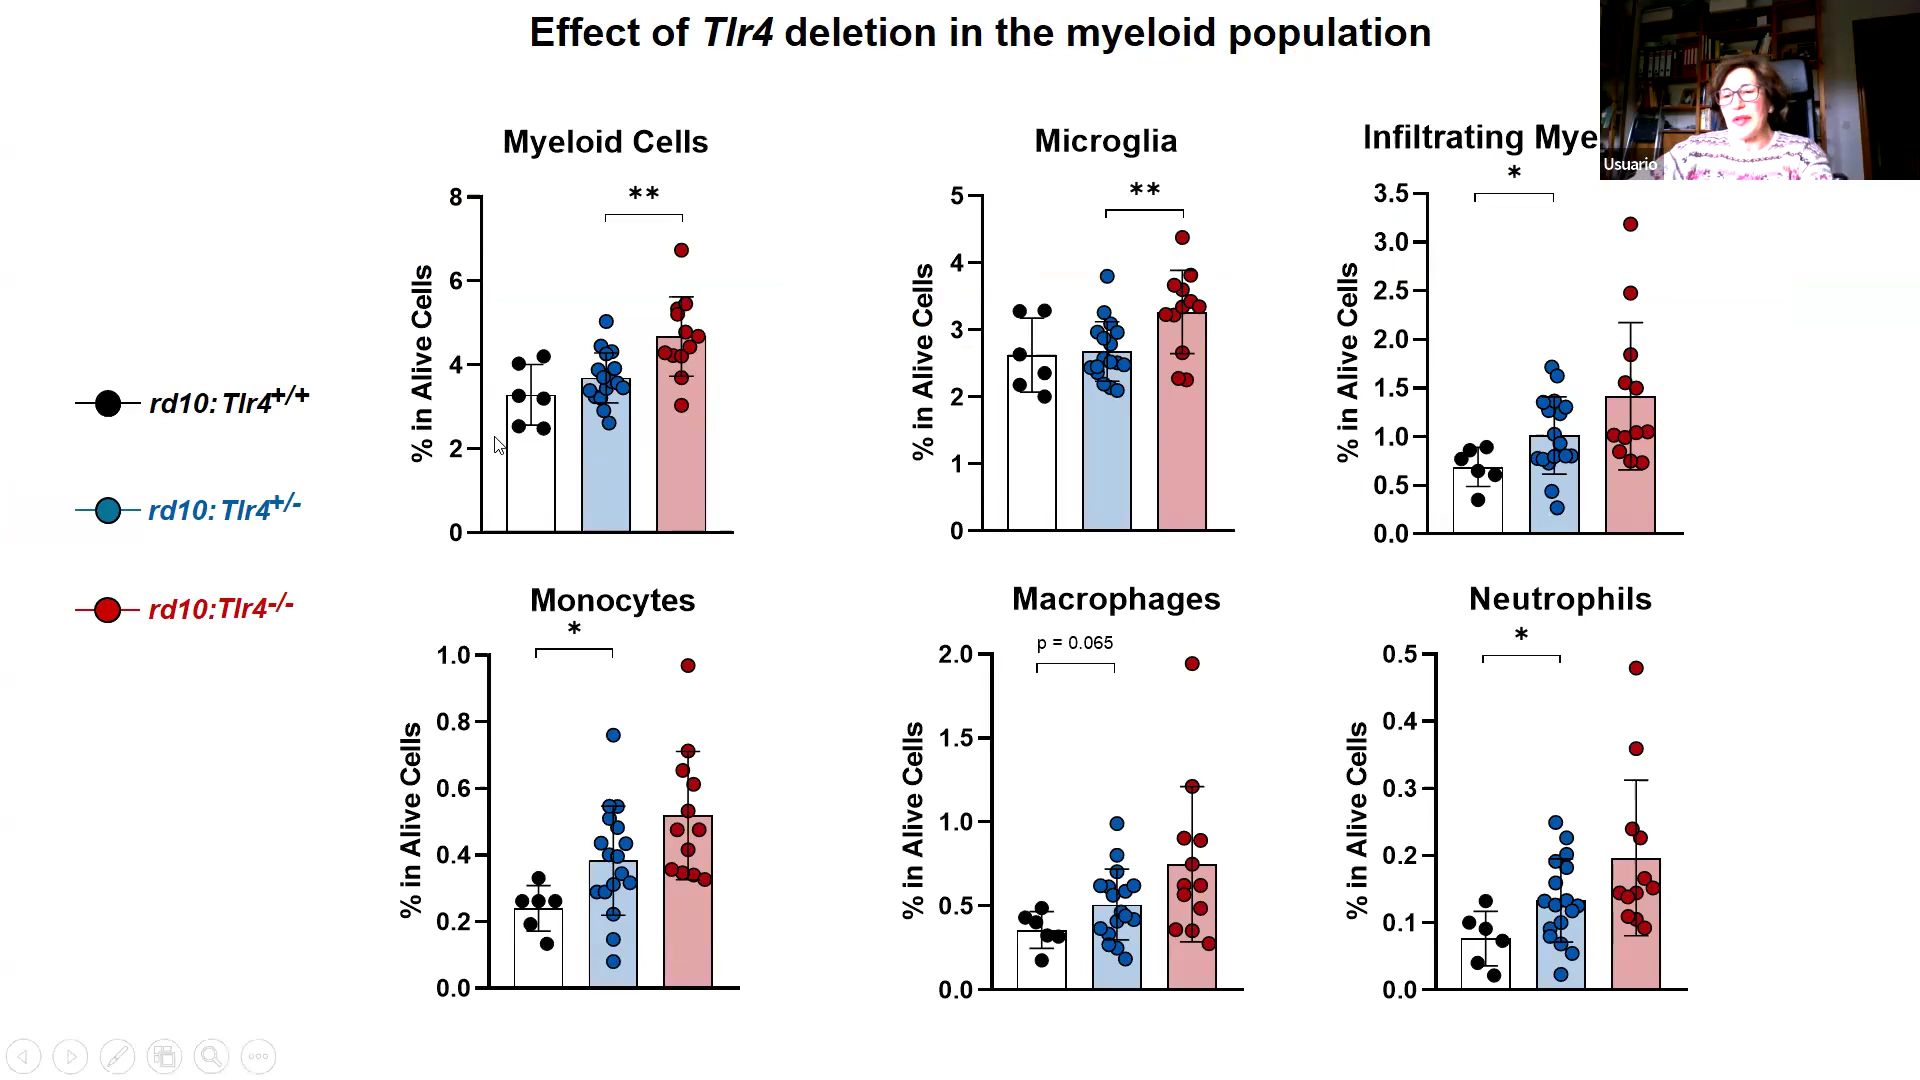 Effect of Tlr4 deletion in the myeloid population
Usuario
rd10: Tlr4+/+
rd10: Tlr4+/-
rd10:Tlr4-/-
Myeloid Cells
**
% in Alive Cells
8
6
4
2
0
Microglia
**
% in Alive Cells
5
4
3
2
1
0
Infiltrating Mye
*
% in Alive Cells
3.5
3.0
2.5
2.0
1.5
1.0
0.5
0.0
Monocytes
*
% in Alive Cells
1.0
0.8
0.6
0.4
0.2
0.0
Macrophages
p = 0.065
% in Alive Cells
2.0
1.5
1.0
0.5
0.0
Neutrophils
*
% in Alive Cells
0.5
0.4
0.3
0.2
0.1
0.0